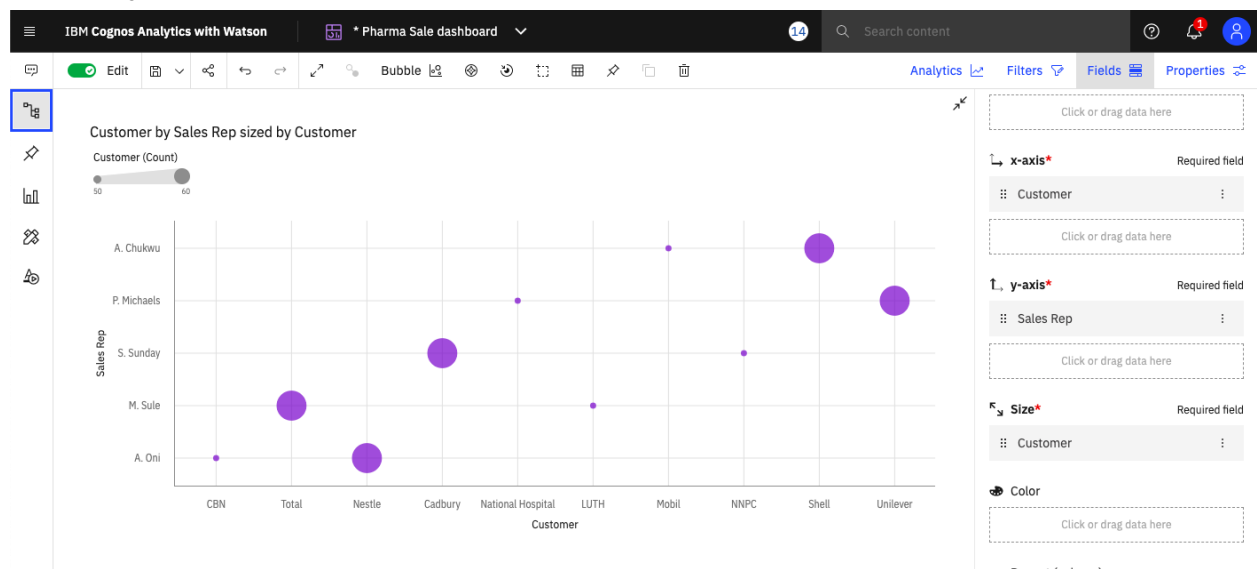 IBM Cognos Analytics with Watson
* Pharma Sale dashboard
14
Search content
1
Edit
Bubble
Analytics
Filters
Fields
Properties
Customer by Sales Rep sized by Customer
Customer (Count)
50 60
A. Chukwu
P. Michaels
S. Sunday
M. Sule
A. Oni
Sales Rep
CBN Total Nestle Cadbury National Hospital LUTH Mobil NNPC Shell Unilever
Customer
Click or drag data here
x-axis* Required field
Customer
Click or drag data here
y-axis* Required field
Sales Rep
Click or drag data here
Size* Required field
Customer
Color
Click or drag data here